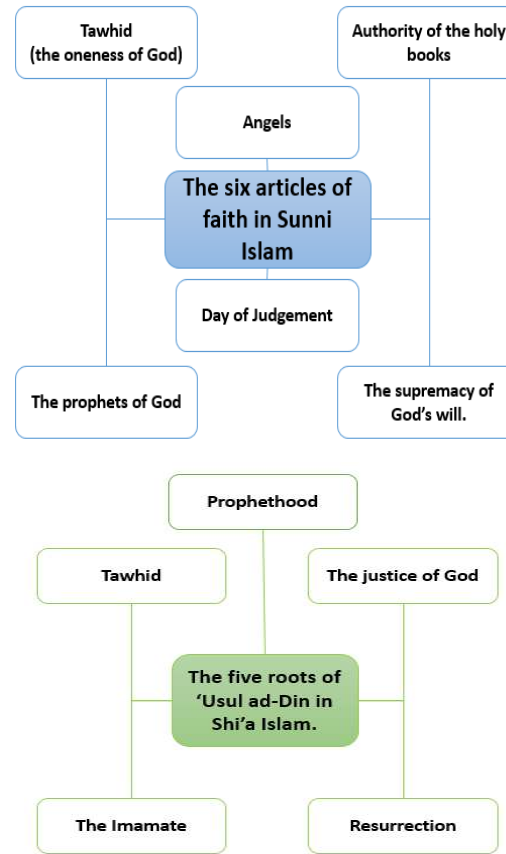 Tawhid
(the oneness of God)
Authority of the holy
books
Angels
The six articles of
faith in Sunni
Islam
Day of Judgement
The prophets of God
The supremacy of
God’s will.
Prophethood
Tawhid
The justice of God
The five roots of
‘Usul ad-Din in
Shi’a Islam.
The Imamate
Resurrection